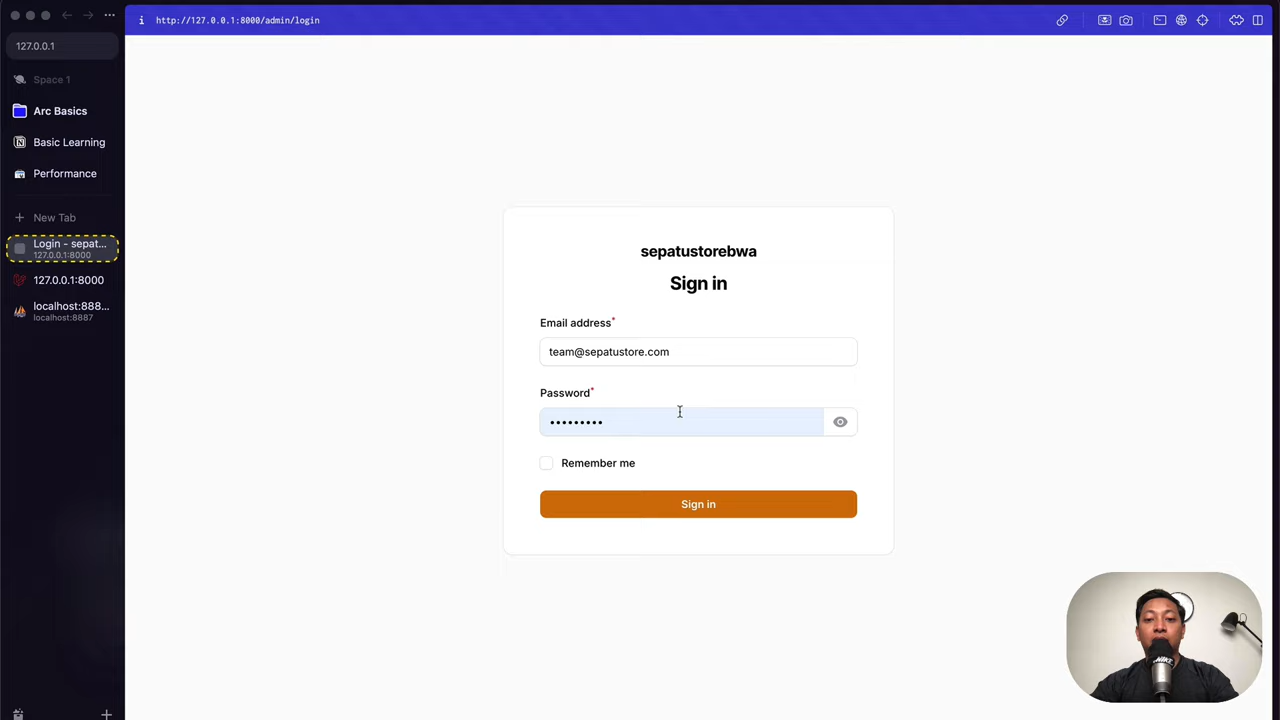 http://127.0.0.1:8000/admin/login
127.0.0.1
Space 1
Arc Basics
Basic Learning
Performance
New Tab
Login - sepat...
127.0.0.1:8000
127.0.0.1:8000
localhost:888...
localhost:8887
sepatustorebwa
Sign in
Email address*
team@sepatustore.com
Password*
•••••••••
Remember me
Sign in
NIKE